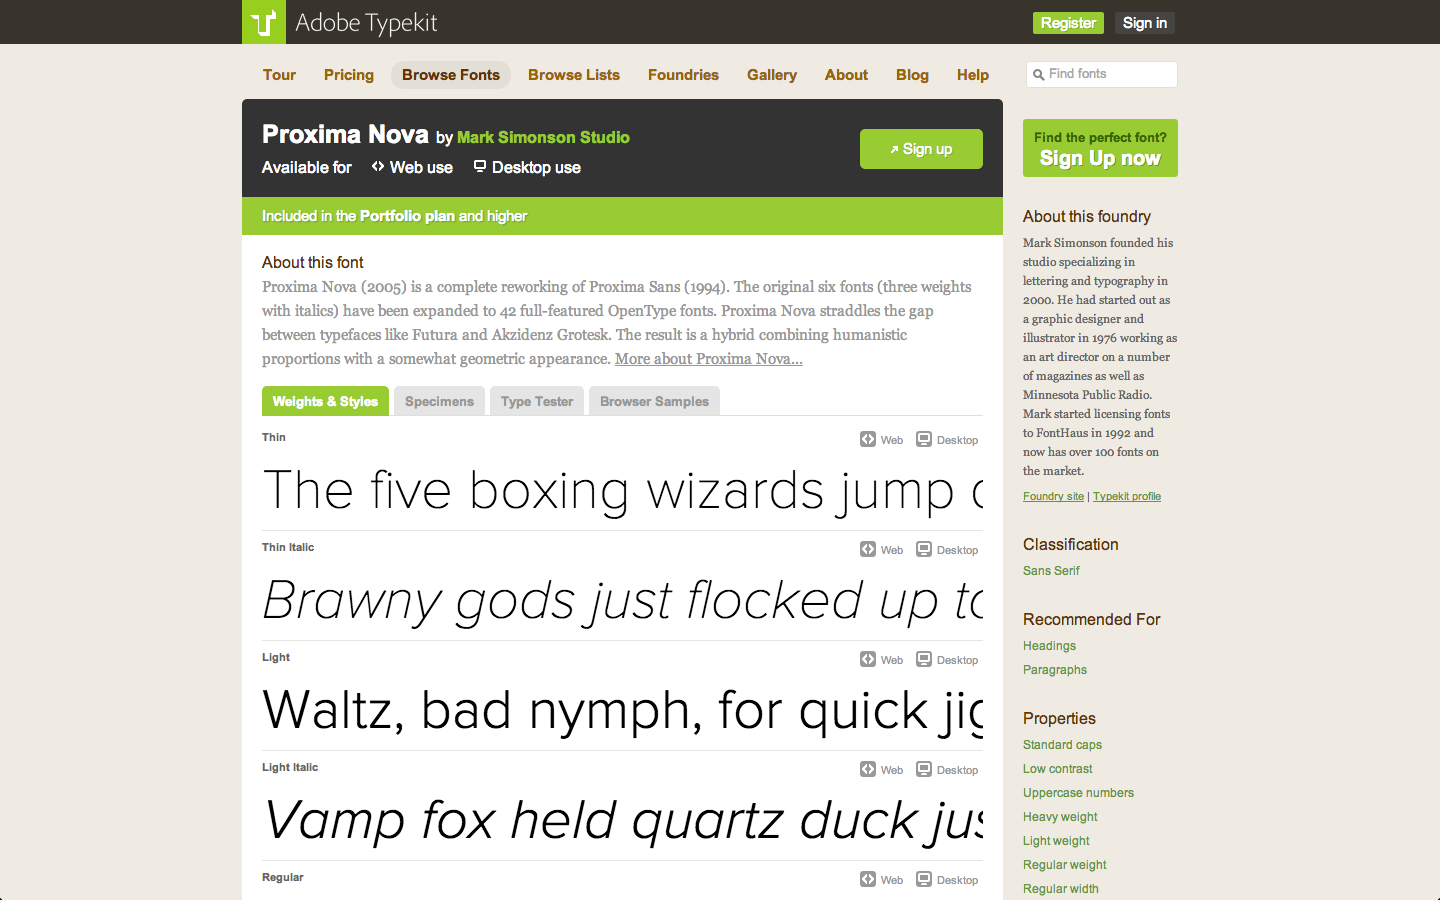 Adobe Typekit
Register Sign in
Tour Pricing Browse Fonts Browse Lists Foundries Gallery About Blog Help
Find fonts
Proxima Nova by Mark Simonson Studio
Available for Web use Desktop use
Sign up
Included in the Portfolio plan and higher
About this font
Proxima Nova (2005) is a complete reworking of Proxima Sans (1994). The original six fonts (three weights
with italics) have been expanded to 42 full-featured OpenType fonts. Proxima Nova straddles the gap
between typefaces like Futura and Akzidenz Grotesk. The result is a hybrid combining humanistic
proportions with a somewhat geometric appearance. More about Proxima Nova...
Weights & Styles Specimens Type Tester Browser Samples
Thin Web Desktop
The five boxing wizards jump
Thin Italic Web Desktop
Brawny gods just flocked up to
Light Web Desktop
Waltz, bad nymph, for quick jig
Light Italic Web Desktop
Vamp fox held quartz duck jus
Regular Web Desktop
Find the perfect font?
Sign Up now
About this foundry
Mark Simonson founded his
studio specializing in
lettering and typography in
2000. He had started out as
a graphic designer and
illustrator in 1976 working as
an art director on a number
of magazines as well as
Minnesota Public Radio.
Mark started licensing fonts
to FontHaus in 1992 and
now has over 100 fonts on
the market.
Foundry site | Typekit profile
Classification
Sans Serif
Recommended For
Headings
Paragraphs
Properties
Standard caps
Low contrast
Uppercase numbers
Heavy weight
Light weight
Regular weight
Regular width